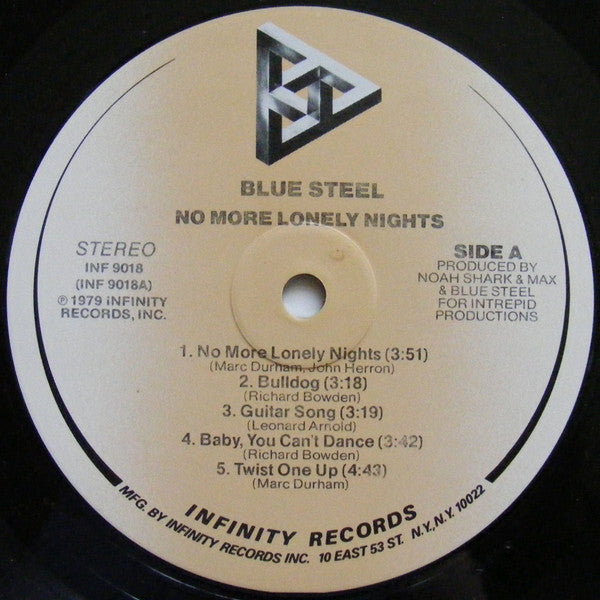 BLUE STEEL
NO MORE LONELY NIGHTS
STEREO
INF 9018
(INF 9018A)
℗ 1979 INFINITY
RECORDS, INC.
SIDE A
PRODUCED BY
NOAH SHARK & MAX
& BLUE STEEL
FOR INTREPID
PRODUCTIONS
1. No More Lonely Nights (3:51)
(Marc Durham, John Herron)
2. Bulldog (3:18)
(Richard Bowden)
3. Guitar Song (3:19)
(Leonard Arnold)
4. Baby, You Can't Dance (3:42)
(Richard Bowden)
5. Twist One Up (4:43)
(Marc Durham)
INFINITY RECORDS
MFG. BY INFINITY RECORDS INC. 10 EAST 53 ST. N.Y., N.Y. 10022